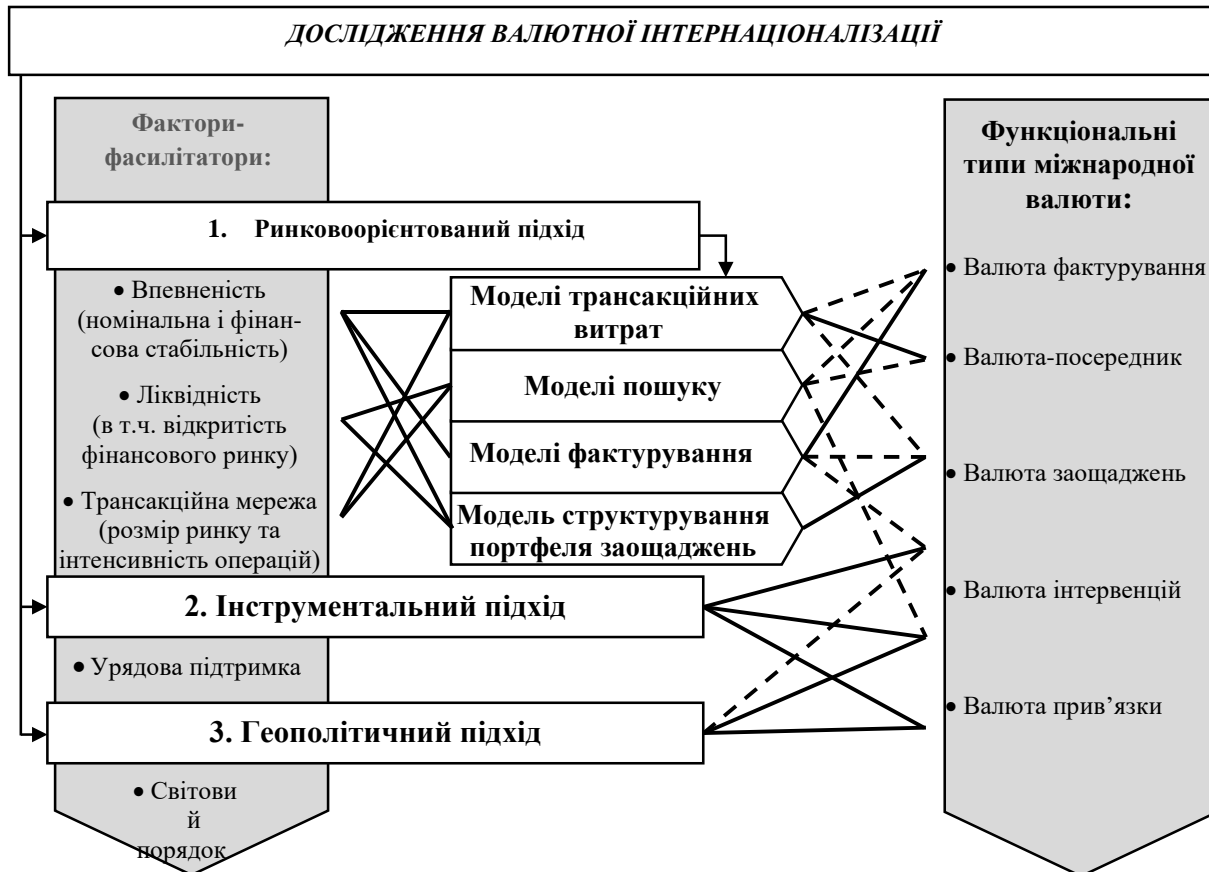 ДОСЛІДЖЕННЯ ВАЛЮТНОЇ ІНТЕРНАЦІОНАЛІЗАЦІЇ
Фактори-
фасилітатори:
1. Ринковоорієнтований підхід
• Впевненість
(номінальна і фінан-
сова стабільність)
• Ліквідність
(в т.ч. відкритість
фінансового ринку)
• Трансакційна мережа
(розмір ринку та
інтенсивність операцій)
Моделі трансакційних
витрат
Моделі пошуку
Моделі фактурування
Модель структурування
портфеля заощаджень
2. Інструментальний підхід
• Урядова підтримка
3. Геополітичний підхід
• Світови
й
порядок
Функціональні
типи міжнародної
валюти:
• Валюта фактурування
• Валюта-посередник
• Валюта заощаджень
• Валюта інтервенцій
• Валюта прив’язки